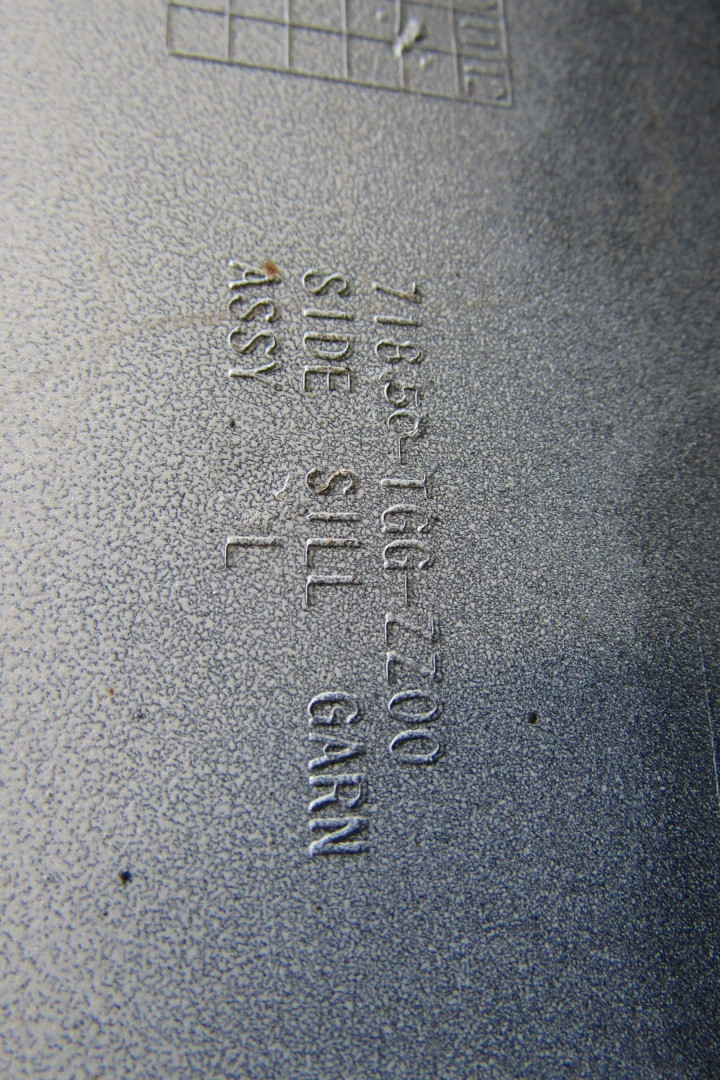 71850-TGG-ZZ00
SIDE SILL GARN
ASSY L